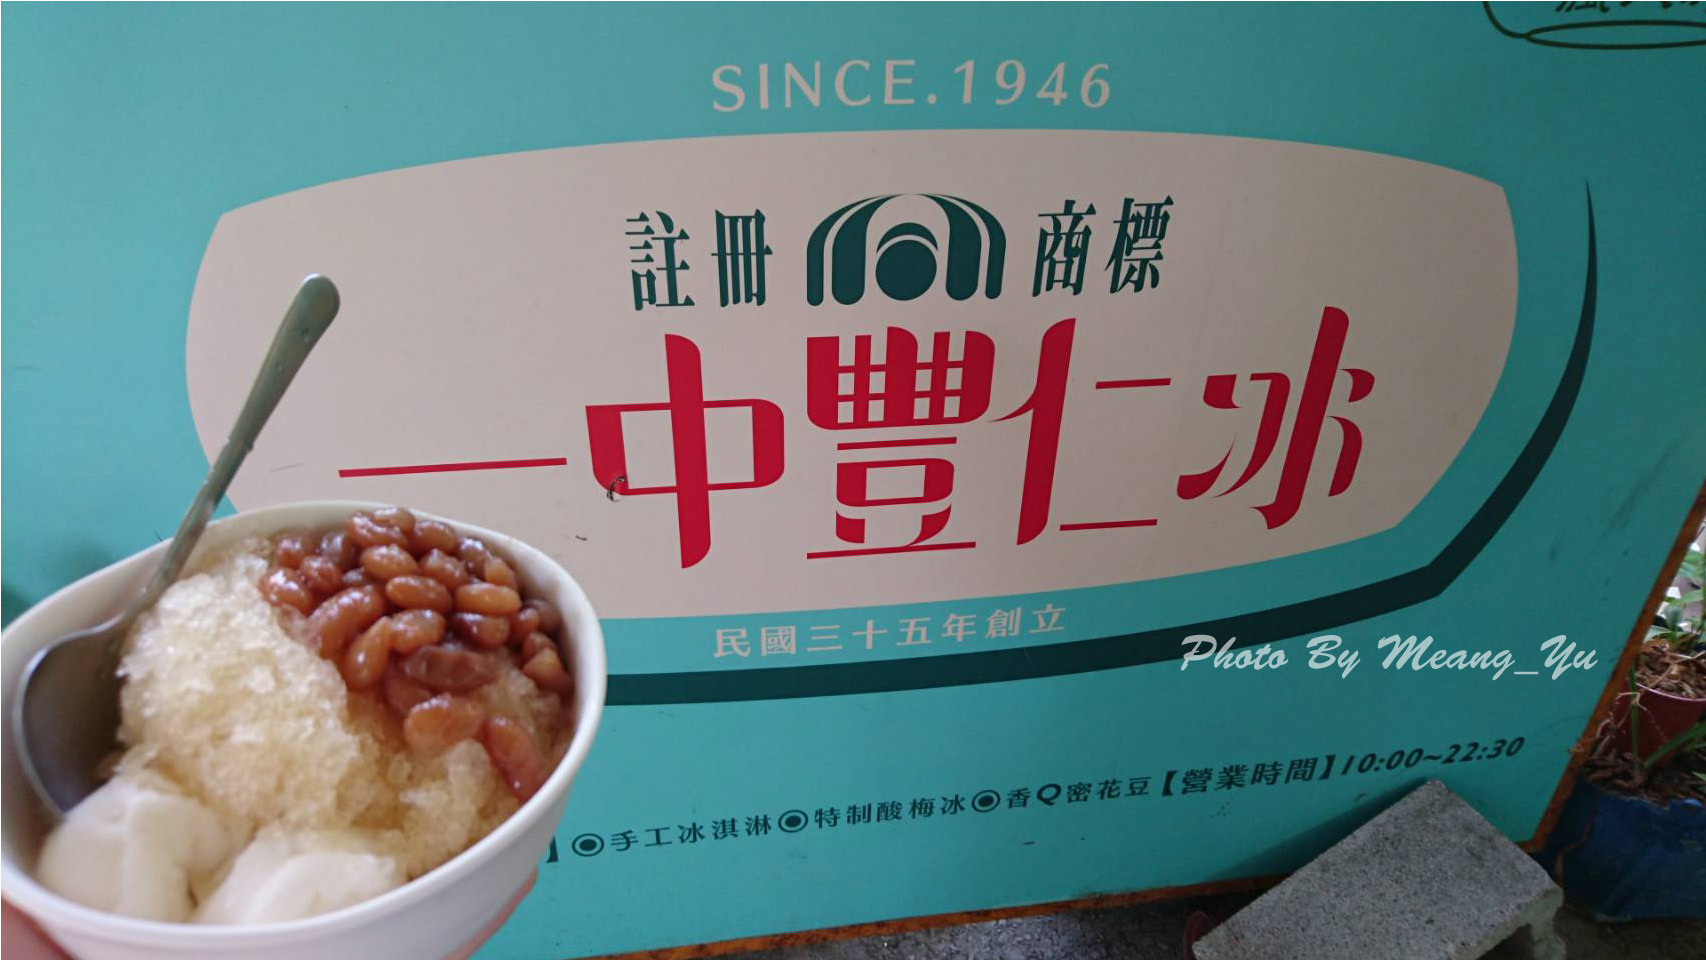 SINCE.1946
註冊 商標
一中豐仁冰
民國三十五年創立
Photo By Meang_Yu
】◉手工冰淇淋◉特制酸梅冰◉香Q密花豆【營業時間】10:00~22:30